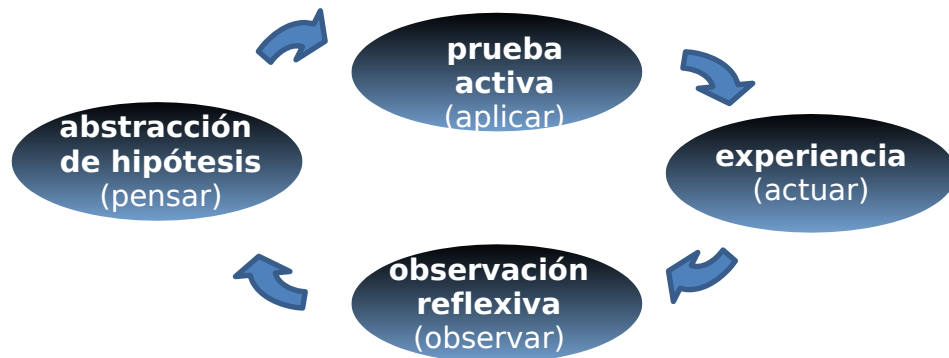 prueba
activa
(aplicar)
abstracción
de hipótesis
(pensar)
experiencia
(actuar)
observación
reflexiva
(observar)